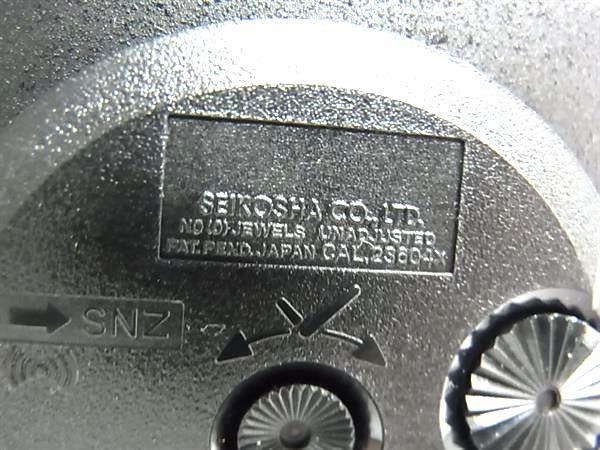 SEIKOSHA CO., LTD.
NO (0) JEWELS UNADJUSTED
PAT. PEND. JAPAN CAL. 23604X
SNZ